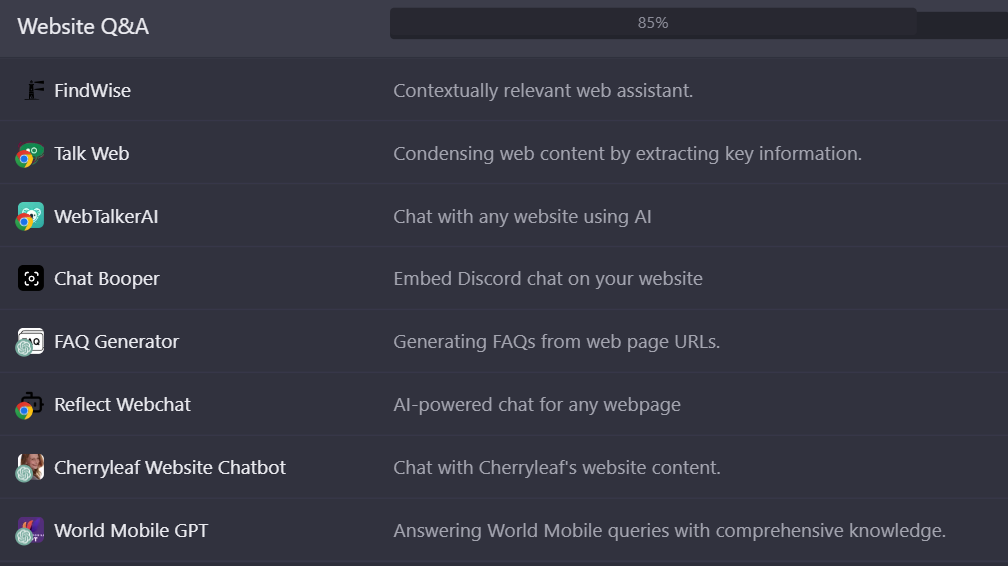 Website Q&A 85%
FindWise Contextually relevant web assistant.
Talk Web Condensing web content by extracting key information.
WebTalkerAI Chat with any website using AI
Chat Booper Embed Discord chat on your website
FAQ Generator Generating FAQs from web page URLs.
Reflect Webchat AI-powered chat for any webpage
Cherryleaf Website Chatbot Chat with Cherryleaf's website content.
World Mobile GPT Answering World Mobile queries with comprehensive knowledge.